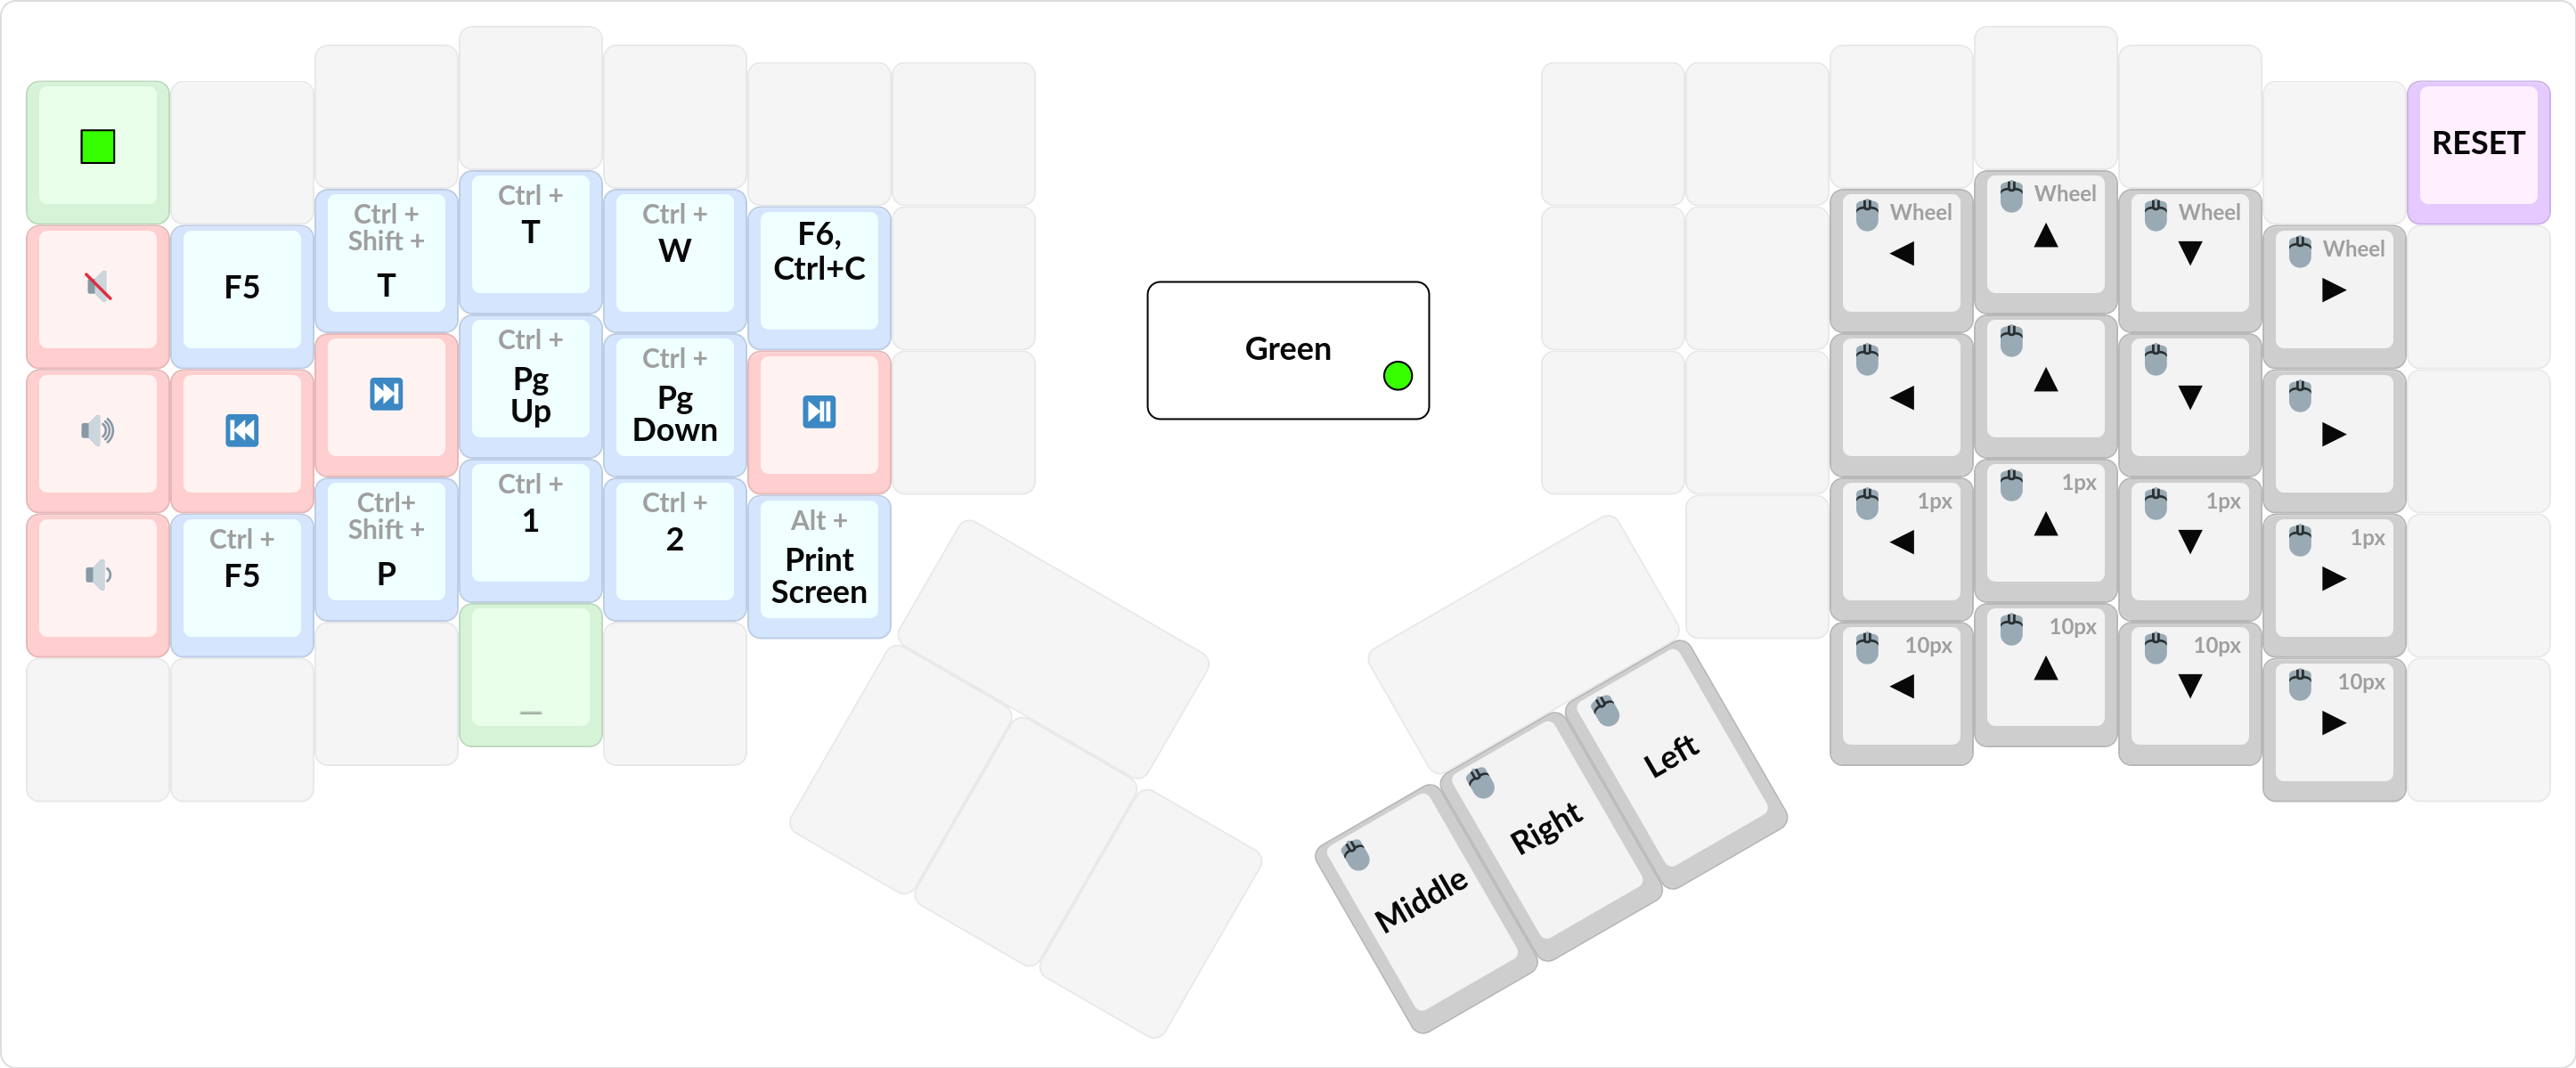 RESET
F5
Ctrl +
Shift +
T
Ctrl +
T
Ctrl +
W
F6,
Ctrl+C
Wheel
Wheel
Wheel
Wheel
Ctrl +
Pg
Up
Ctrl +
Pg
Down
Green
Ctrl +
F5
Ctrl+
Shift +
P
Ctrl +
1
Ctrl +
2
Alt +
Print
Screen
1px
1px
1px
1px
_
10px
10px
10px
10px
Middle
Right
Left